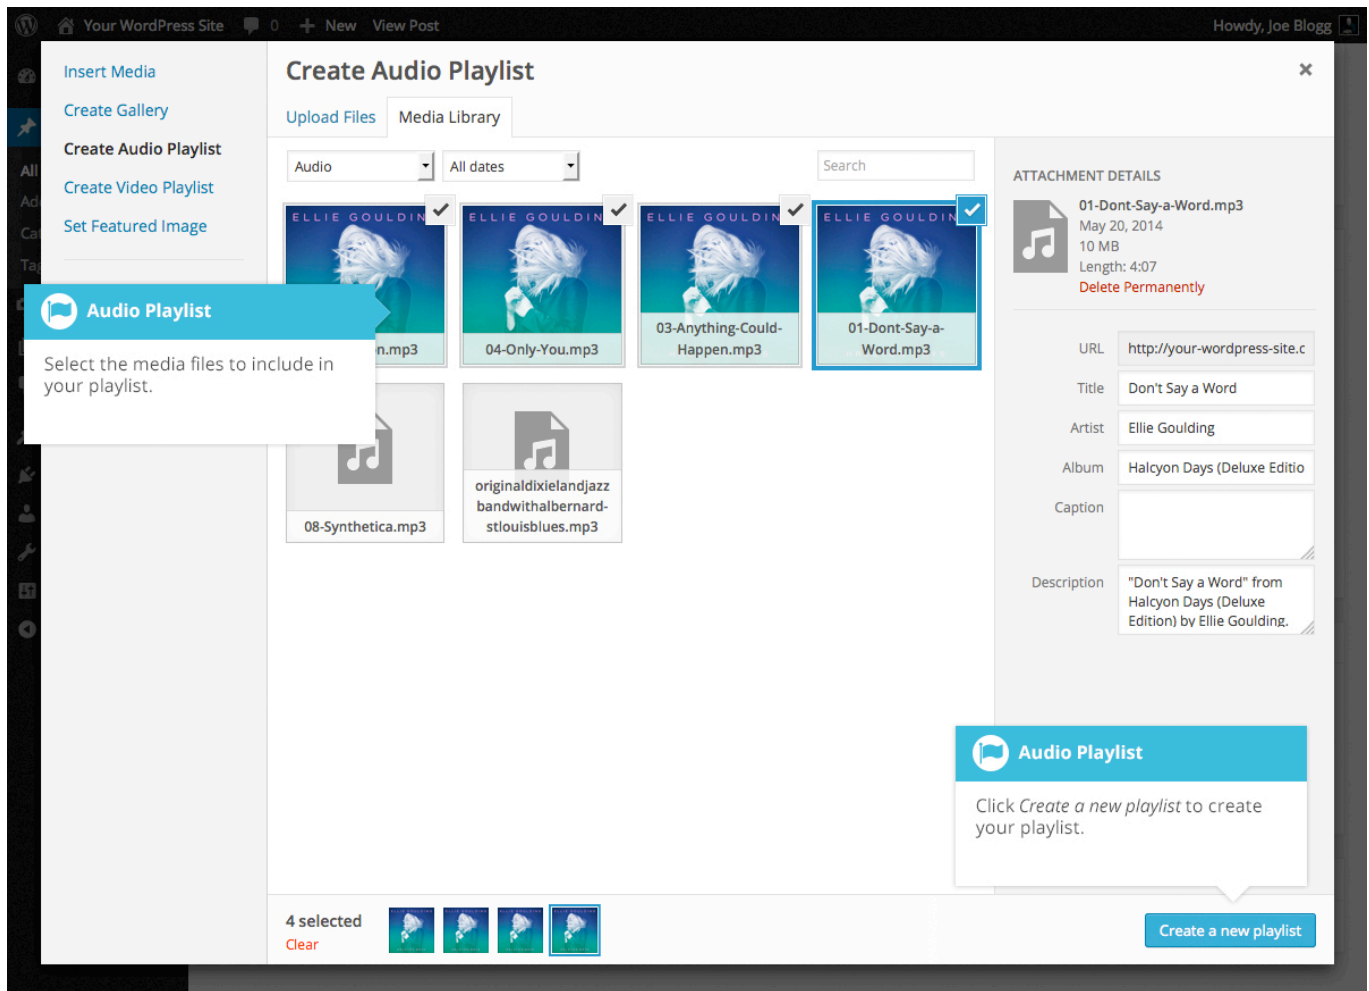 Your WordPress Site 0 New View Post Howdy, Joe Blogg
Insert Media
Create Gallery
Create Audio Playlist
Create Video Playlist
Set Featured Image
All
Create Audio Playlist
Upload Files Media Library
Audio All dates Search
ELLIE GOULDIN ELLIE GOULDIN ELLIE GOULDIN ELLIE GOULDIN
n.mp3
04-Only-You.mp3
03-Anything-Could-
Happen.mp3
01-Dont-Say-a-
Word.mp3
08-Synthetica.mp3
originaldixielandjazz
bandwithalbernard-
stlouisblues.mp3
Audio Playlist
Select the media files to include in
your playlist.
ATTACHMENT DETAILS
01-Dont-Say-a-Word.mp3
May 20, 2014
10 MB
Length: 4:07
Delete Permanently
URL http://your-wordpress-site.c
Title Don't Say a Word
Artist Ellie Goulding
Album Halcyon Days (Deluxe Editio
Caption
Description "Don't Say a Word" from
Halcyon Days (Deluxe
Edition) by Ellie Goulding.
Audio Playlist
Click Create a new playlist to create
your playlist.
4 selected
Clear
Create a new playlist